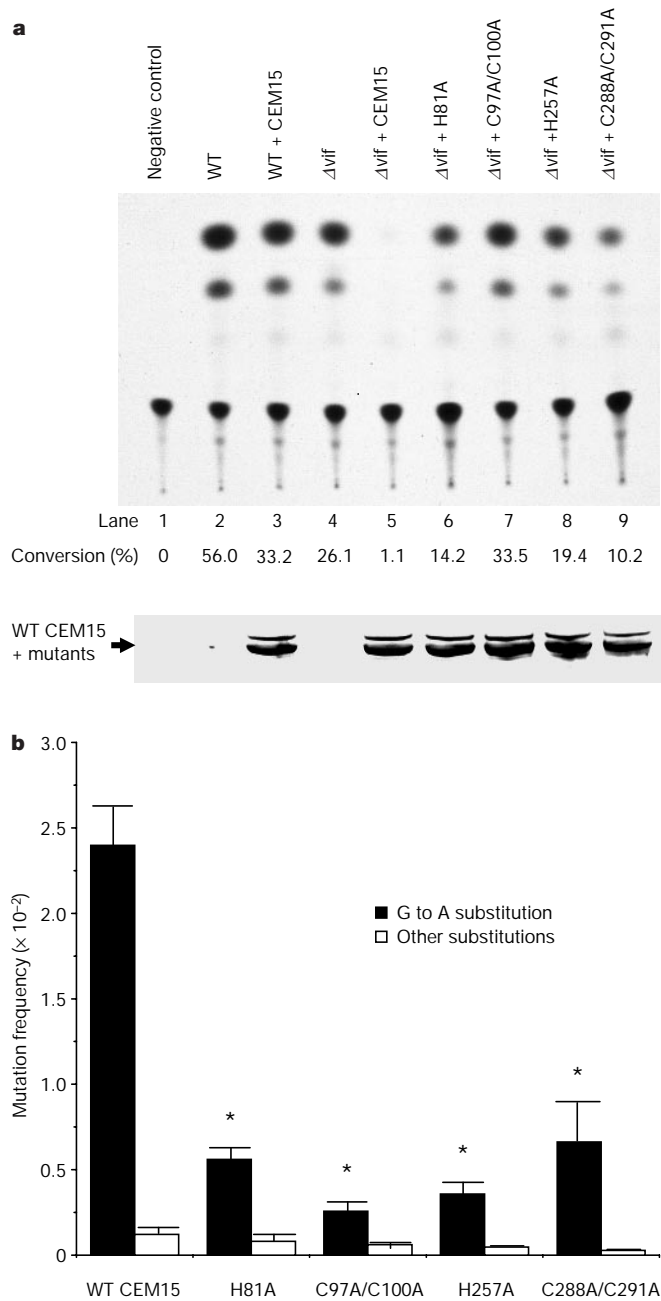 a
Negative control
WT
WT + CEM15
Δvif
Δvif + CEM15
Δvif + H81A
Δvif + C97A/C100A
Δvif +H257A
Δvif + C288A/C291A
Lane 1 2 3 4 5 6 7 8 9
Conversion (%) 0 56.0 33.2 26.1 1.1 14.2 33.5 19.4 10.2
WT CEM15
+ mutants
b
3.0
2.5
2.0
1.5
1.0
0.5
0
Mutation frequency (× 10⁻²)
G to A substitution
Other substitutions
*
*
*
*
WT CEM15 H81A C97A/C100A H257A C288A/C291A